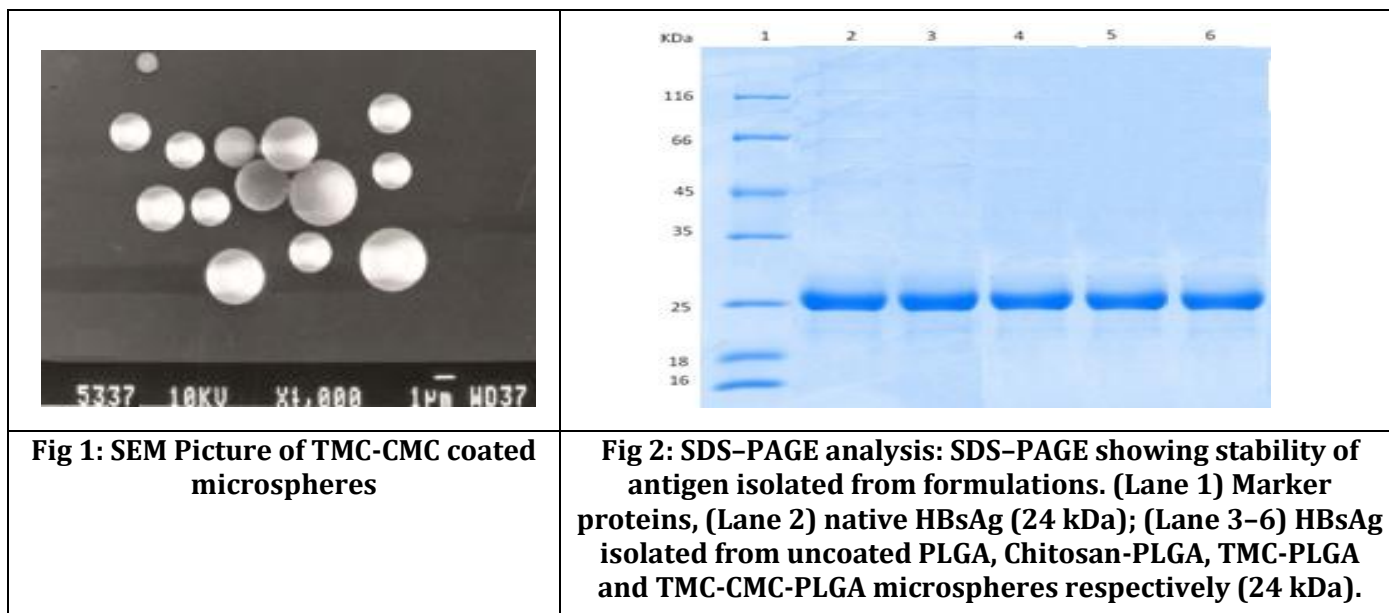 5337 10KV X1,000 1µm WD37
KDa 1 2 3 4 5 6
116
66
45
35
25
18
16
Fig 1: SEM Picture of TMC-CMC coated
microspheres
Fig 2: SDS–PAGE analysis: SDS–PAGE showing stability of
antigen isolated from formulations. (Lane 1) Marker
proteins, (Lane 2) native HBsAg (24 kDa); (Lane 3–6) HBsAg
isolated from uncoated PLGA, Chitosan-PLGA, TMC-PLGA
and TMC-CMC-PLGA microspheres respectively (24 kDa).